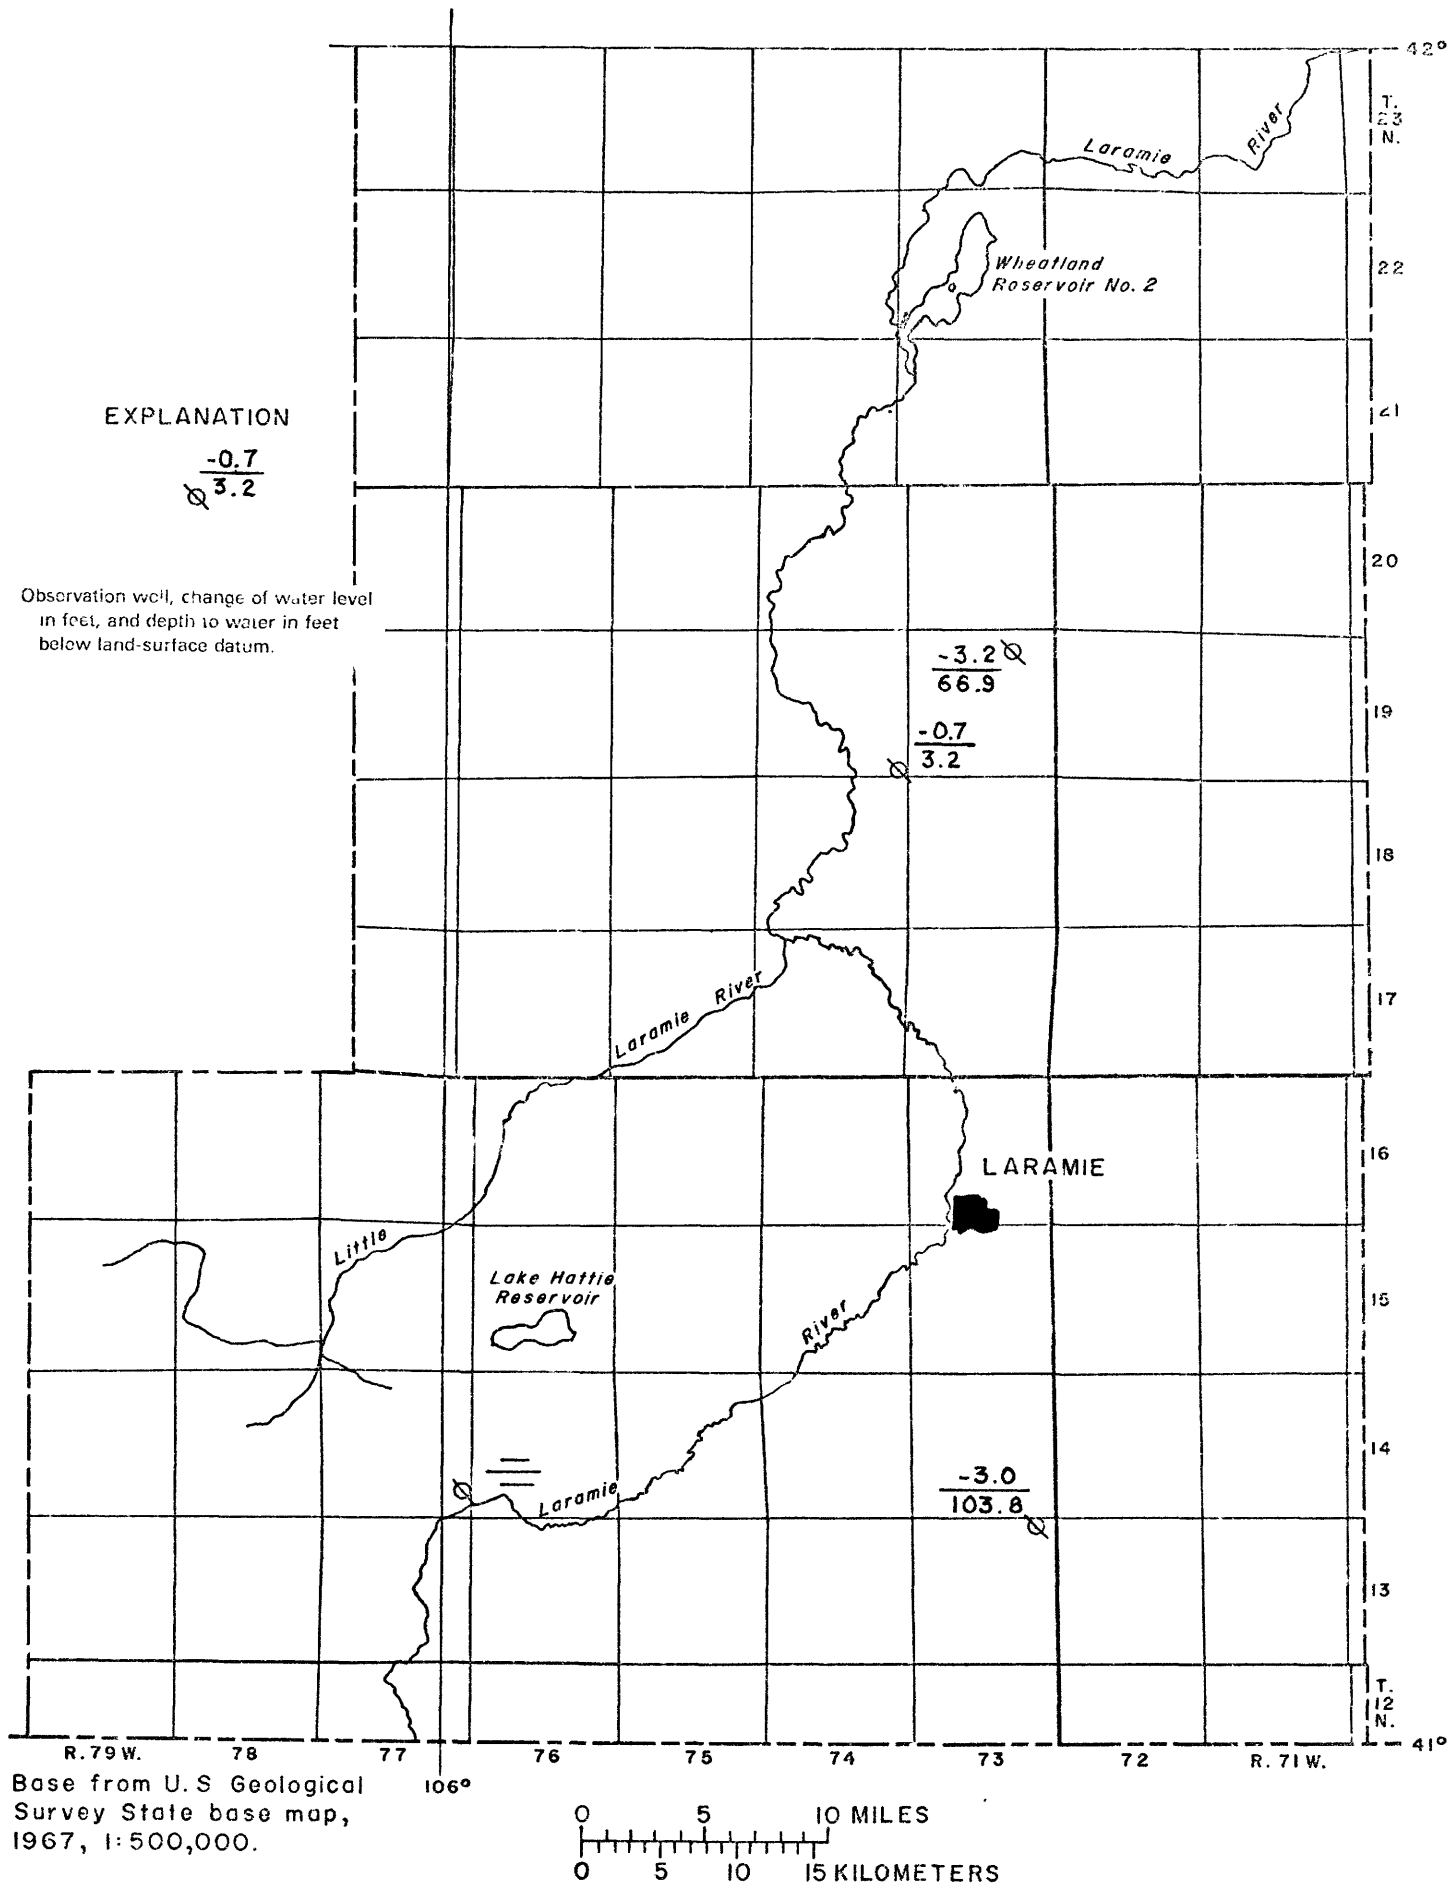 42°
T.
23
N.
Laramie River
Wheatland
Roservoir No. 2
22
EXPLANATION
21
-0.7
3.2
20
Observation well, change of water level
in feet, and depth to water in feet
below land-surface datum.
-3.2
66.9
19
-0.7
3.2
18
Laramie River
17
16
LARAMIE
Little
Lake Hattie
Reservoir
15
River
14
-3.0
103.8
Laramie
13
T.
12
N.
41°
R. 79 W. 78 77 76 75 74 73 72 R. 71 W.
106°
Base from U.S Geological
Survey State base map,
1967, 1:500,000.
0 5 10 MILES
0 5 10 15 KILOMETERS